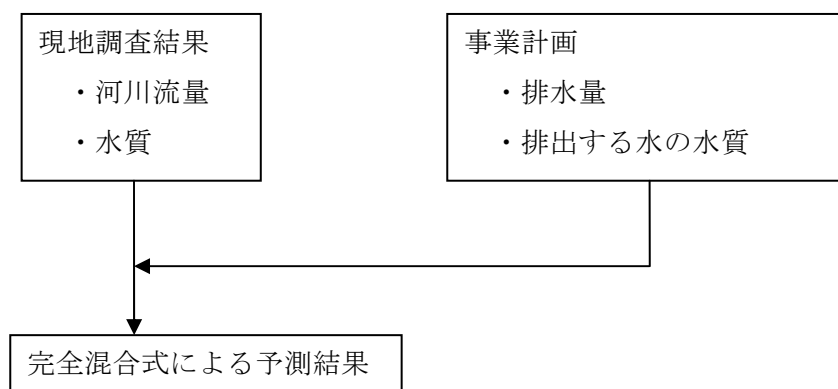 現地調査結果
・河川流量
・水質
事業計画
・排水量
・排出する水の水質
完全混合式による予測結果